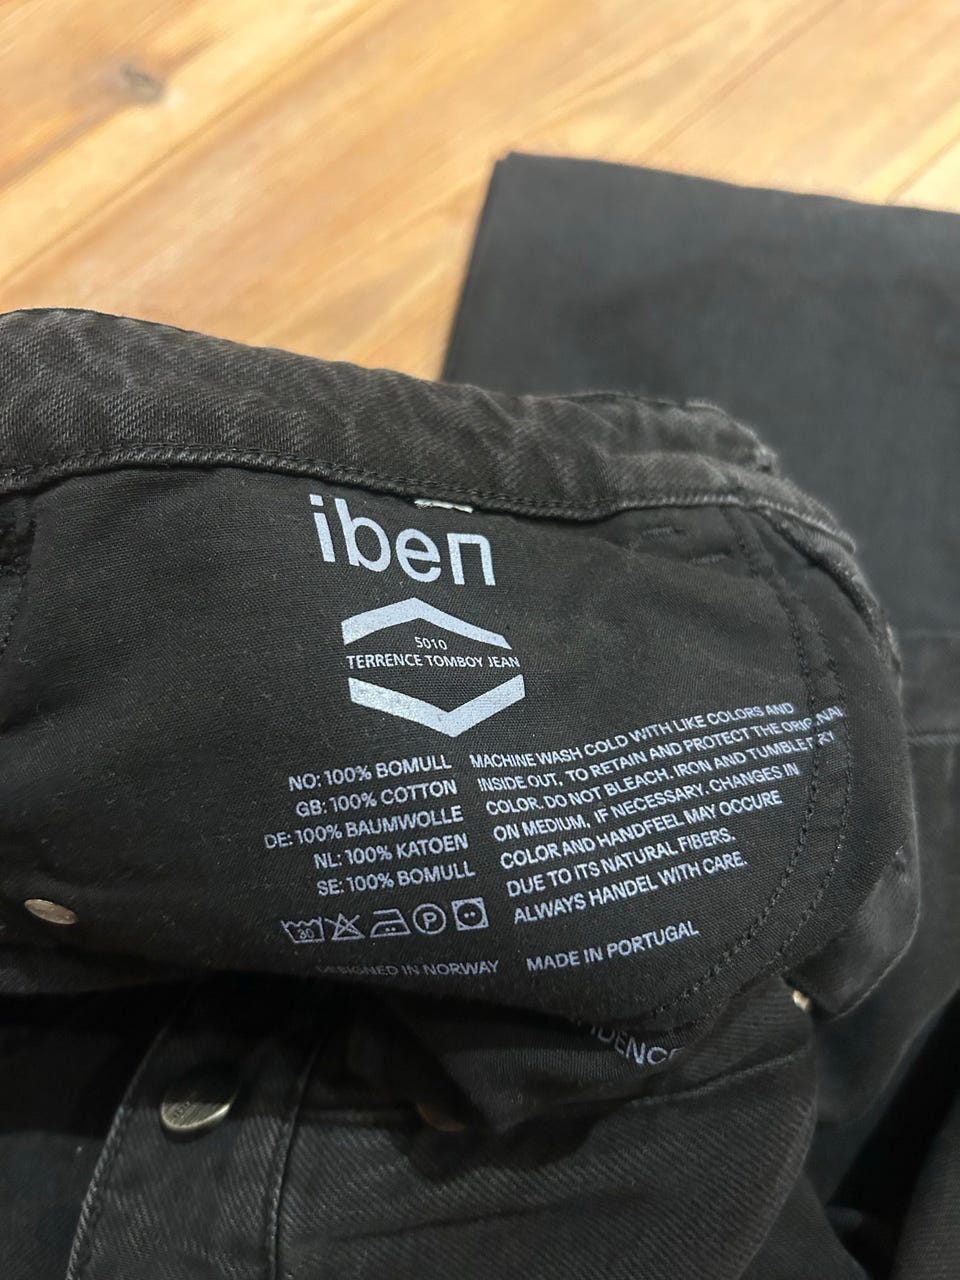 iben
5010
TERRENCE TOMBOY JEAN
NO: 100% BOMULL
GB: 100% COTTON
DE: 100% BAUMWOLLE
NL: 100% KATOEN
SE: 100% BOMULL
MACHINE WASH COLD WITH LIKE COLORS AND
INSIDE OUT, TO RETAIN AND PROTECT THE ORIGINAL
COLOR. DO NOT BLEACH. IRON AND TUMBLE DRY
ON MEDIUM, IF NECESSARY. CHANGES IN
COLOR AND HANDFEEL MAY OCCURE
DUE TO ITS NATURAL FIBERS.
ALWAYS HANDEL WITH CARE.
30
P
DESIGNED IN NORWAY
MADE IN PORTUGAL